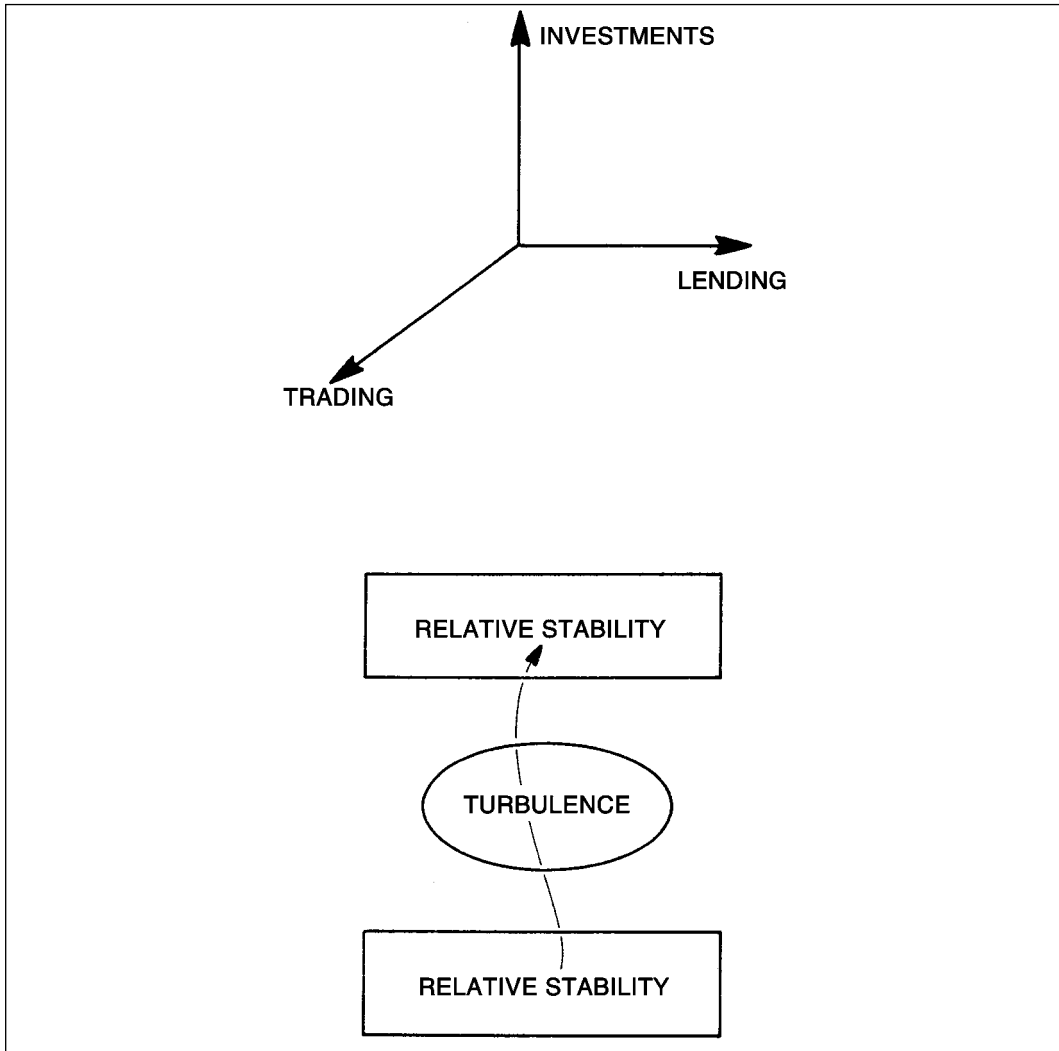 INVESTMENTS
LENDING
TRADING
RELATIVE STABILITY
TURBULENCE
RELATIVE STABILITY